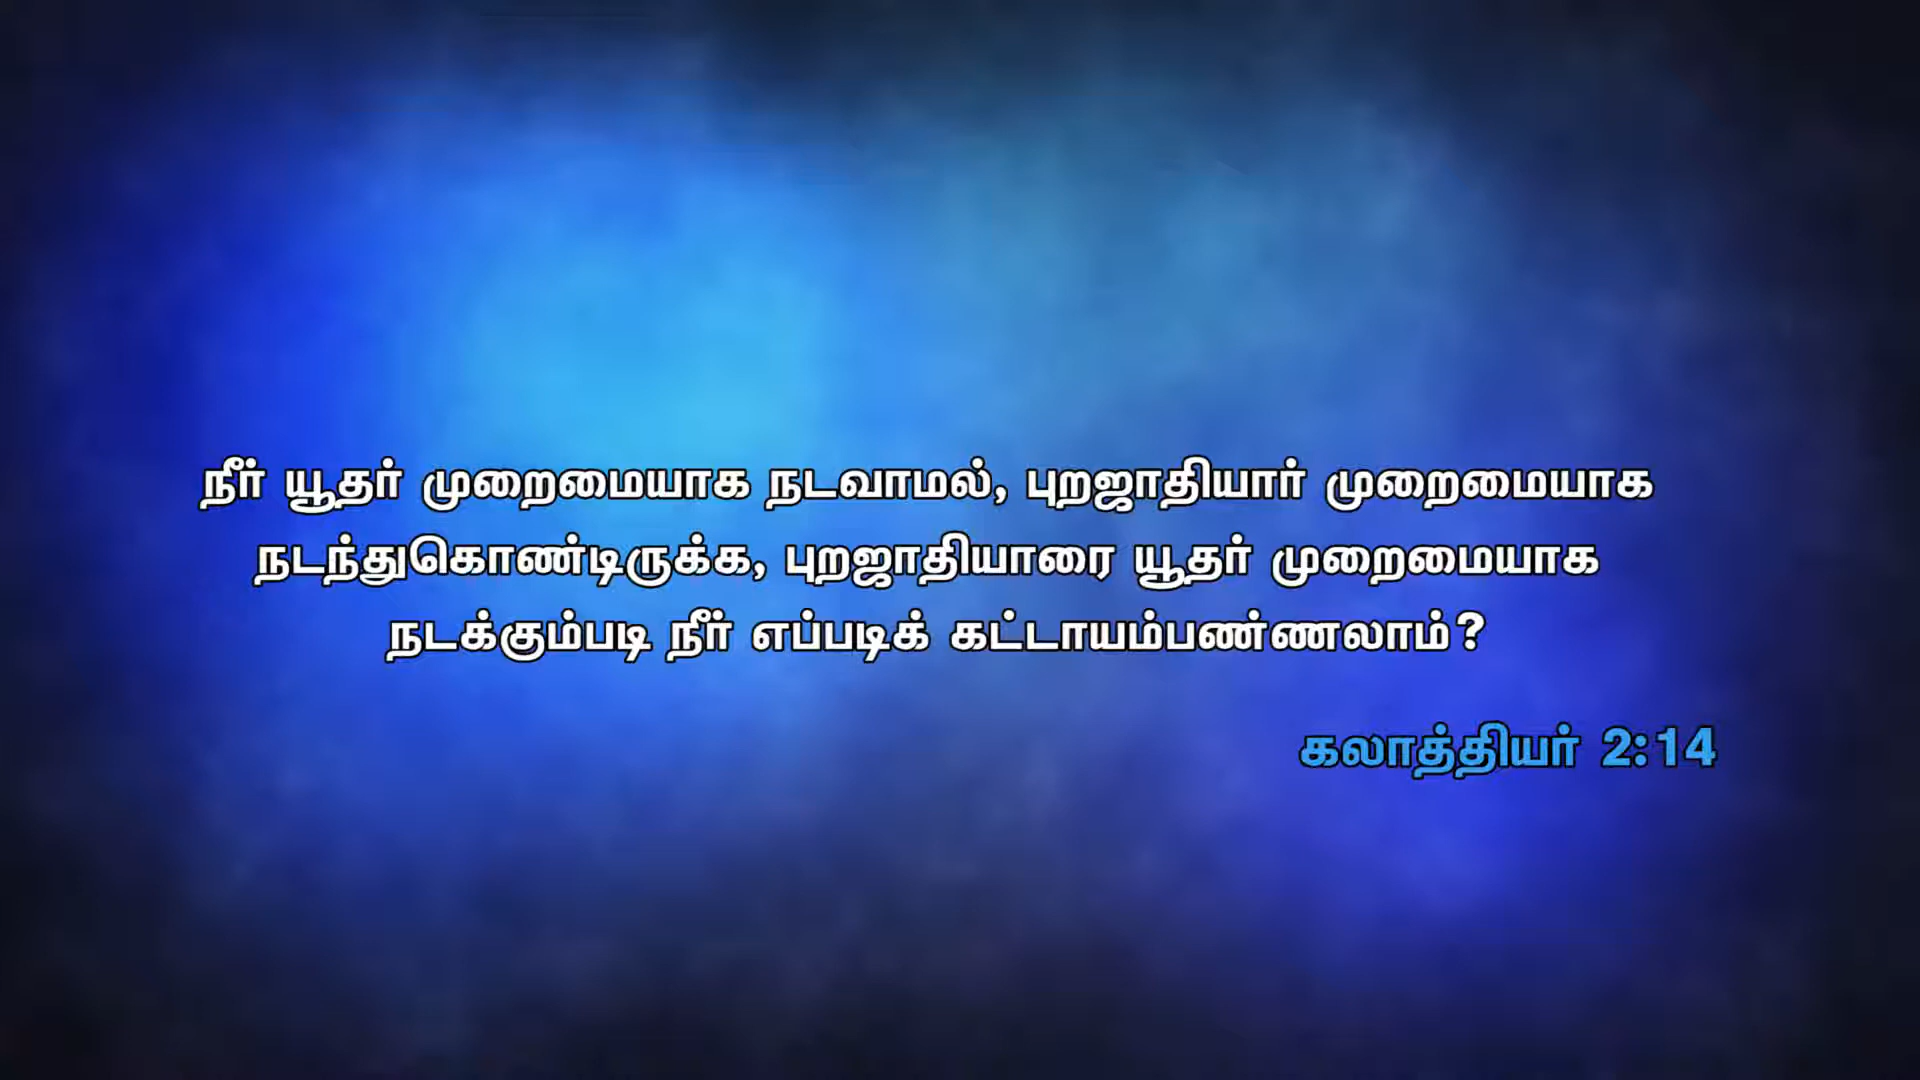 நீர் யூதர் முறைமையாக நடவாமல், புறஜாதியார் முறைமையாக
நடந்துகொண்டிருக்க, புறஜாதியாரை யூதர் முறைமையாக
நடக்கும்படி நீர் எப்படிக் கட்டாயம்பண்ணலாம்?
கலாத்தியர் 2:14